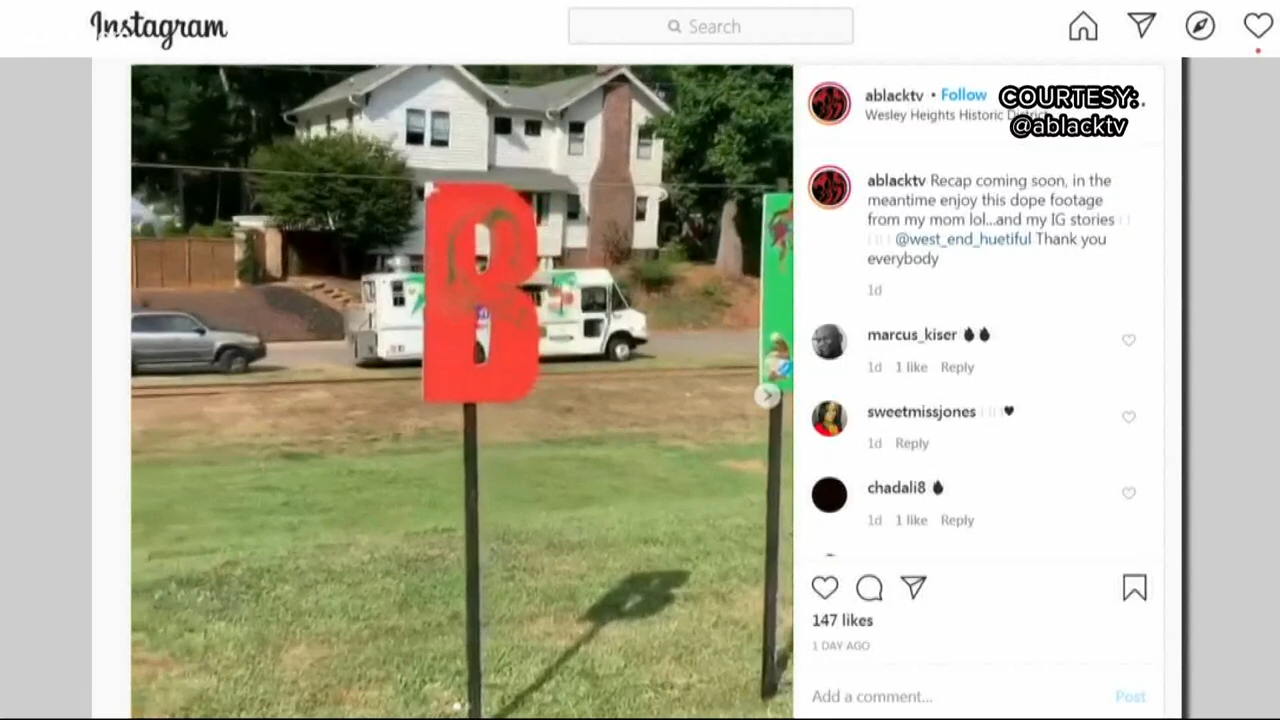 Instagram
Search
ablacktv • Follow
COURTESY:
Wesley Heights Historic
@ablacktv
B
ablacktv Recap coming soon, in the
meantime enjoy this dope footage
from my mom lol...and my IG stories
@west_end_huetiful Thank you
everybody
1d
marcus_kiser
1d 1 like Reply
sweetmissjones
1d Reply
chadali8
1d 1 like Reply
147 likes
1 DAY AGO
Add a comment... Post